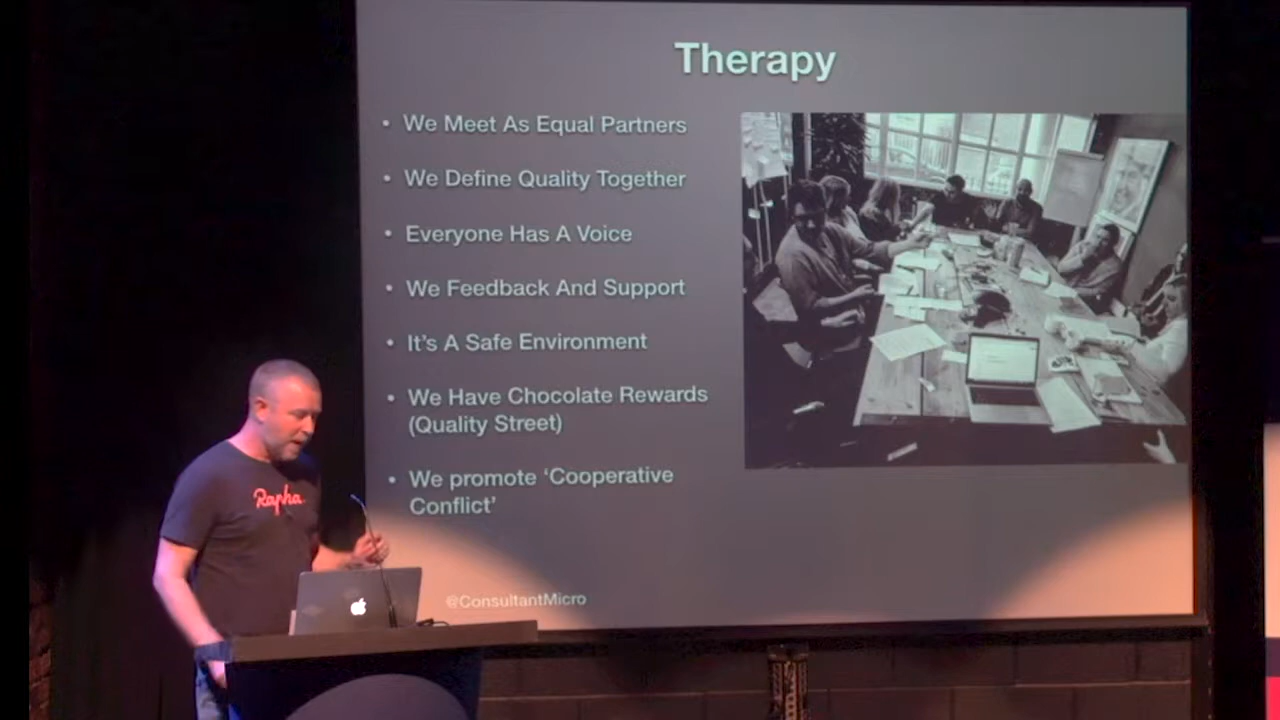 Therapy
• We Meet As Equal Partners
• We Define Quality Together
• Everyone Has A Voice
• We Feedback And Support
• It's A Safe Environment
• We Have Chocolate Rewards
(Quality Street)
• We promote ‘Cooperative
Conflict’
Rapha
@ConsultantMicro